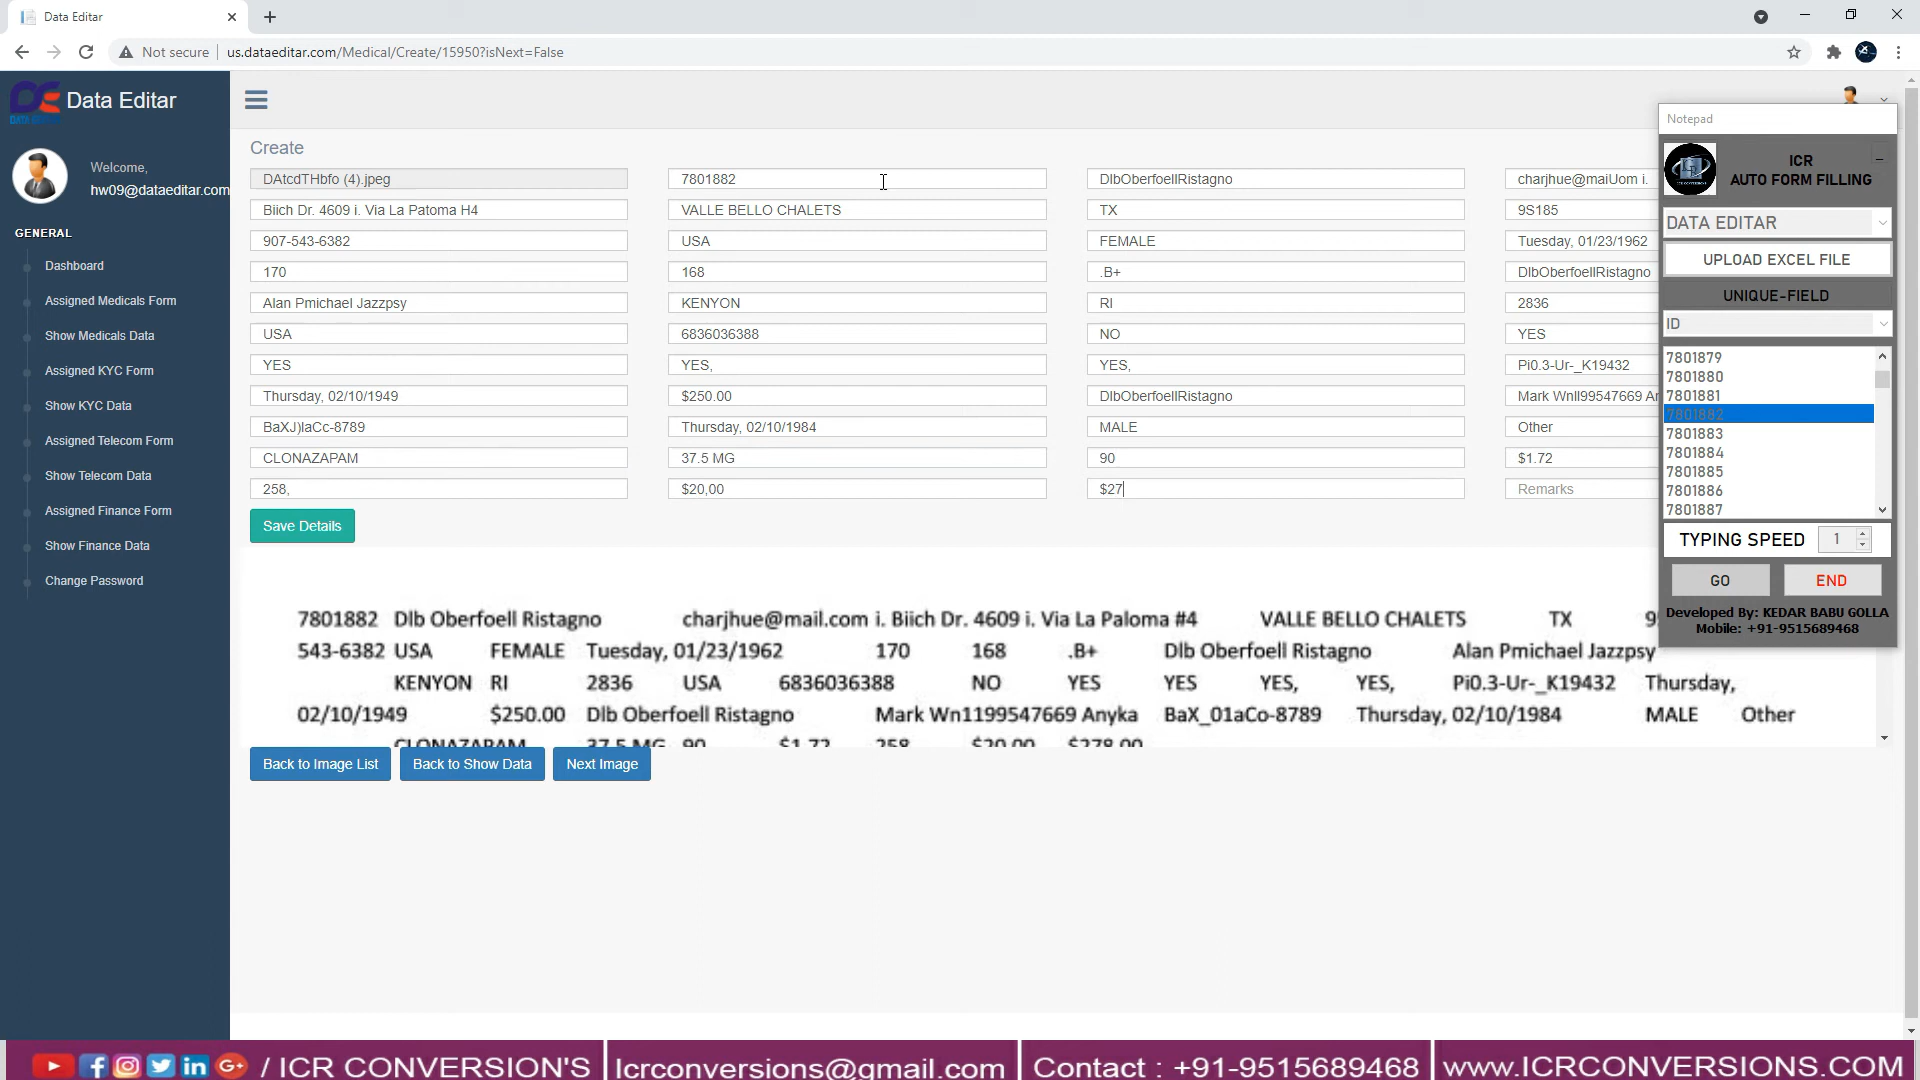 Data Editar
Not secure us.dataeditar.com/Medical/Create/15950?isNext=False
Data Editar
Welcome,
hw09@dataeditar.com
GENERAL
Dashboard
Assigned Medicals Form
Show Medicals Data
Assigned KYC Form
Show KYC Data
Assigned Telecom Form
Show Telecom Data
Assigned Finance Form
Show Finance Data
Change Password
Create
DAtcdTHbfo (4).jpeg 7801882 DlbOberfoellRistagno charjhue@maiUom i.
Biich Dr. 4609 i. Via La Patoma H4 VALLE BELLO CHALETS TX 9S185
907-543-6382 USA FEMALE Tuesday, 01/23/1962
170 168 .B+ DlbOberfoellRistagno
Alan Pmichael Jazzpsy KENYON RI 2836
USA 6836036388 NO YES
YES YES, YES, Pi0.3-Ur-_K19432
Thursday, 02/10/1949 $250.00 DlbOberfoellRistagno Mark Wnll99547669 An
BaXJ)laCc-8789 Thursday, 02/10/1984 MALE Other
CLONAZAPAM 37.5 MG 90 $1.72
258, $20,00 $27 Remarks
Save Details
7801882 Dlb Oberfoell Ristagno charjhue@mail.com i. Biich Dr. 4609 i. Via La Paloma #4 VALLE BELLO CHALETS TX 9
543-6382 USA FEMALE Tuesday, 01/23/1962 170 168 .B+ Dlb Oberfoell Ristagno Alan Pmichael Jazzpsy
KENYON RI 2836 USA 6836036388 NO YES YES YES, YES, Pi0.3-Ur-_K19432 Thursday,
02/10/1949 $250.00 Dlb Oberfoell Ristagno Mark Wn1199547669 Anyka BaX_01aCo-8789 Thursday, 02/10/1984 MALE Other
CLONAZAPAM 37.5 MG 90 $1.72 258 $20.00 $278.00
Back to Image List Back to Show Data Next Image
Notepad
ICR
AUTO FORM FILLING
DATA EDITAR
UPLOAD EXCEL FILE
UNIQUE-FIELD
ID
7801879
7801880
7801881
7801882
7801883
7801884
7801885
7801886
7801887
TYPING SPEED 1
GO END
Developed By: KEDAR BABU GOLLA
Mobile: +91-9515689468
/ ICR CONVERSION'S Icrconversions@gmail.com Contact : +91-9515689468 www.ICRCONVERSIONS.COM